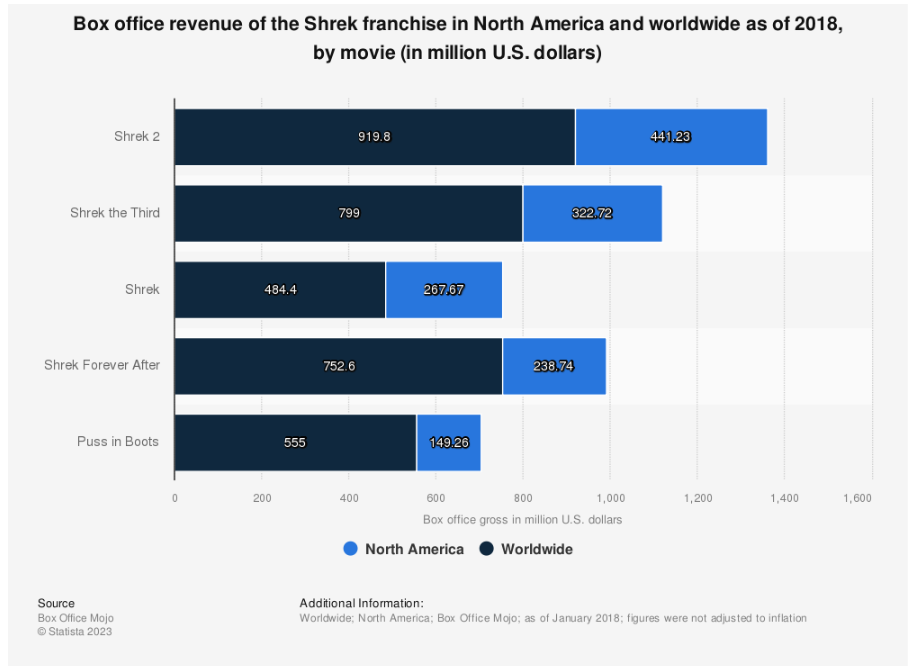 Box office revenue of the Shrek franchise in North America and worldwide as of 2018,
by movie (in million U.S. dollars)
Shrek 2
919.8
441.23
Shrek the Third
799
322.72
Shrek
484.4
267.67
Shrek Forever After
752.6
238.74
Puss in Boots
555
149.26
0 200 400 600 800 1,000 1,200 1,400 1,600
Box office gross in million U.S. dollars
North America Worldwide
Source
Box Office Mojo
© Statista 2023
Additional Information:
Worldwide; North America; Box Office Mojo; as of January 2018; figures were not adjusted to inflation